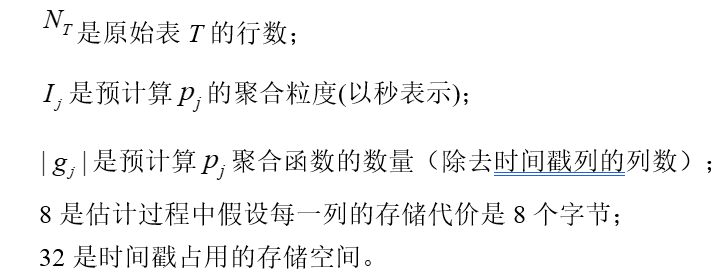 N_T 是原始表 T 的行数；
I_j 是预计算 p_j 的聚合粒度(以秒表示)；
| g_j | 是预计算 p_j 聚合函数的数量（除去时间戳列的列数）；
8 是估计过程中假设每一列的存储代价是 8 个字节；
32 是时间戳占用的存储空间。